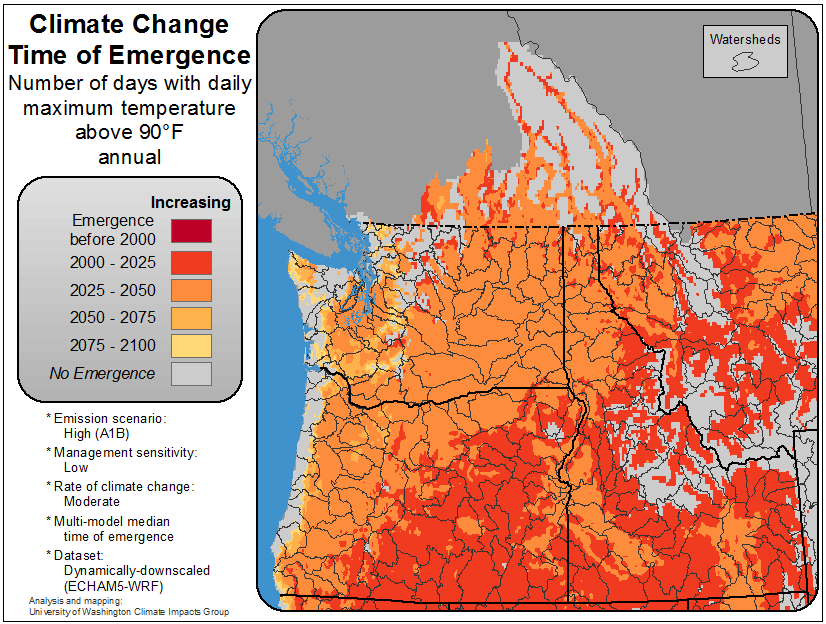 Climate Change
Time of Emergence
Number of days with daily
maximum temperature
above 90°F
annual
Increasing
Emergence
before 2000
2000 - 2025
2025 - 2050
2050 - 2075
2075 - 2100
No Emergence
* Emission scenario:
High (A1B)
* Management sensitivity:
Low
* Rate of climate change:
Moderate
* Multi-model median
time of emergence
* Dataset:
Dynamically-downscaled
(ECHAM5-WRF)
Analysis and mapping:
University of Washington Climate Impacts Group
Watersheds